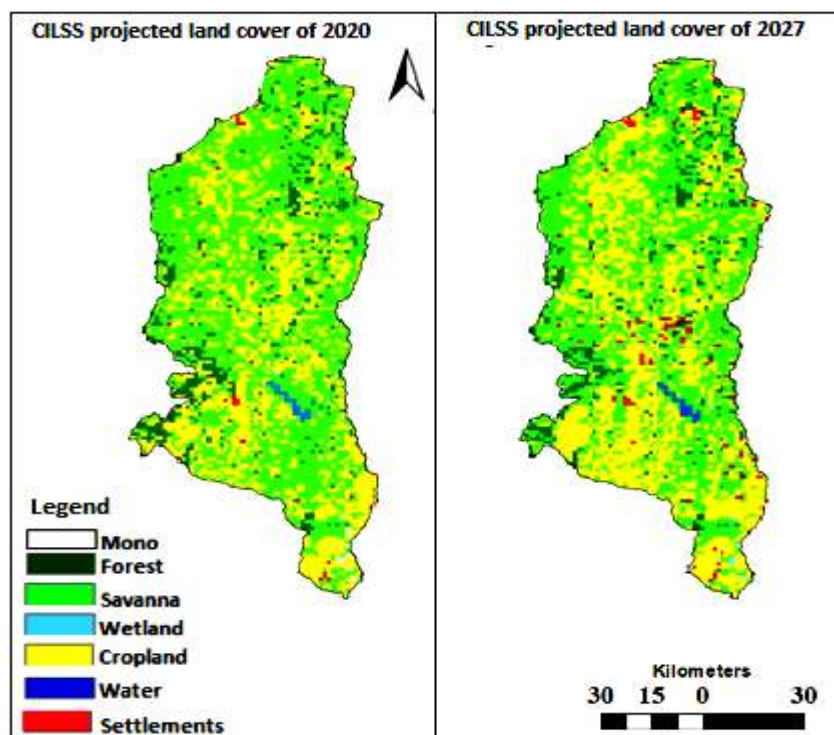 CILSS projected land cover of 2020
CILSS projected land cover of 2027
Legend
Mono
Forest
Savanna
Wetland
Cropland
Water
Settlements
Kilometers
30 15 0 30